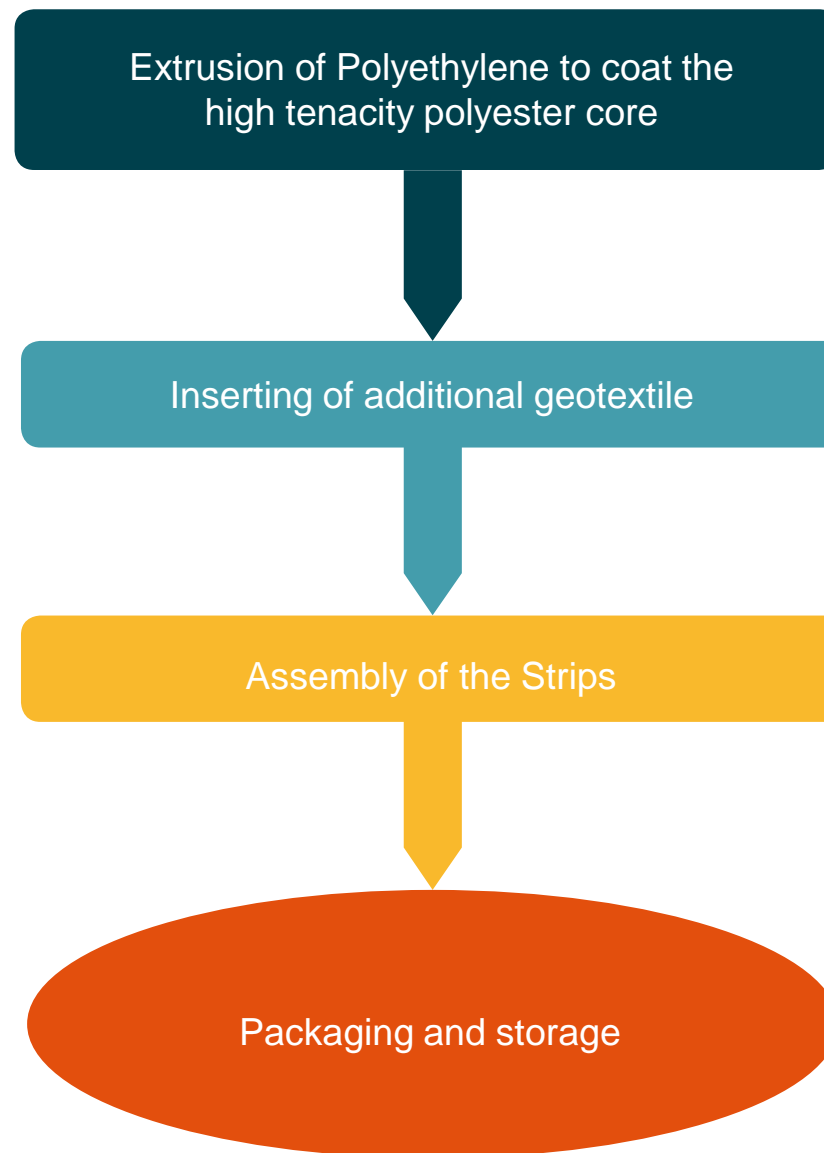 Extrusion of Polyethylene to coat the
high tenacity polyester core
Inserting of additional geotextile
Assembly of the Strips
Packaging and storage